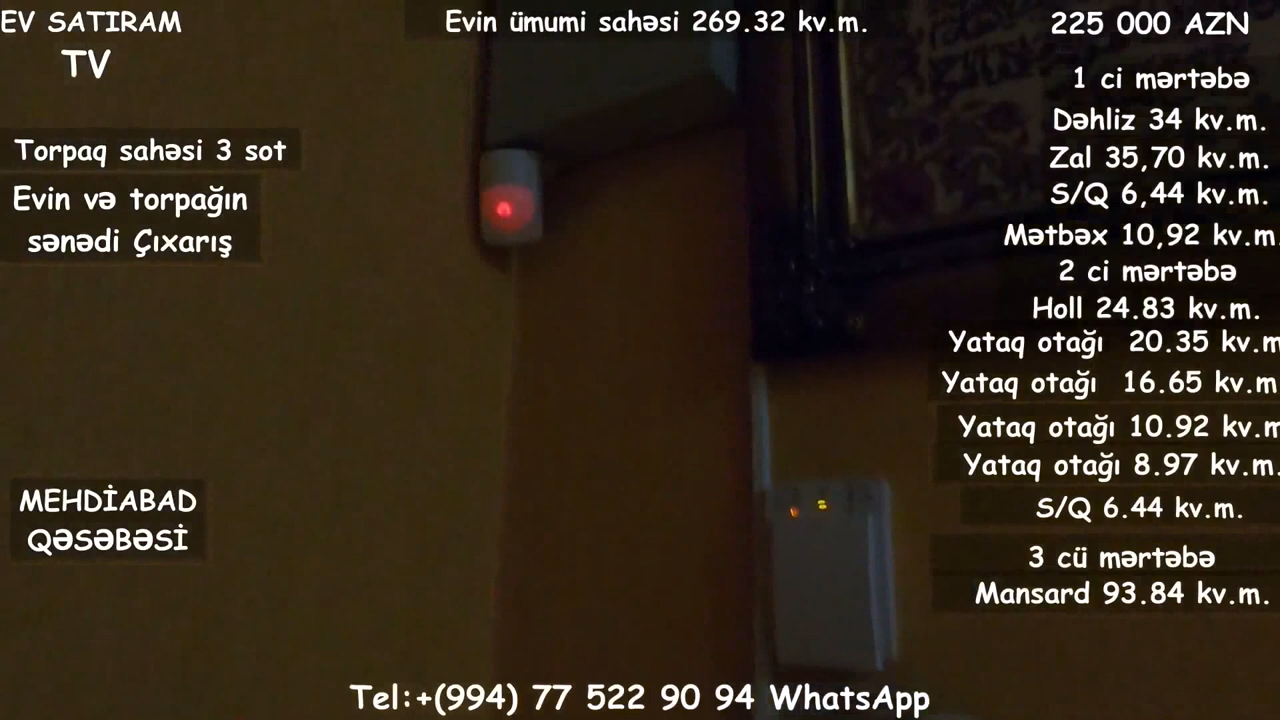 EV SATIRAM
TV
Torpaq sahəsi 3 sot
Evin və torpağın
sənədi Çıxarış
MEHDİABAD
QƏSƏBƏSİ
Evin ümumi sahəsi 269.32 kv.m.
225 000 AZN
1 ci mərtəbə
Dəhliz 34 kv.m.
Zal 35,70 kv.m.
S/Q 6,44 kv.m.
Mətbəx 10,92 kv.m.
2 ci mərtəbə
Holl 24.83 kv.m.
Yataq otağı 20.35 kv.m
Yataq otağı 16.65 kv.m
Yataq otağı 10.92 kv.m
Yataq otağı 8.97 kv.m.
S/Q 6.44 kv.m.
3 cü mərtəbə
Mansard 93.84 kv.m.
Tel:+(994) 77 522 90 94 WhatsApp